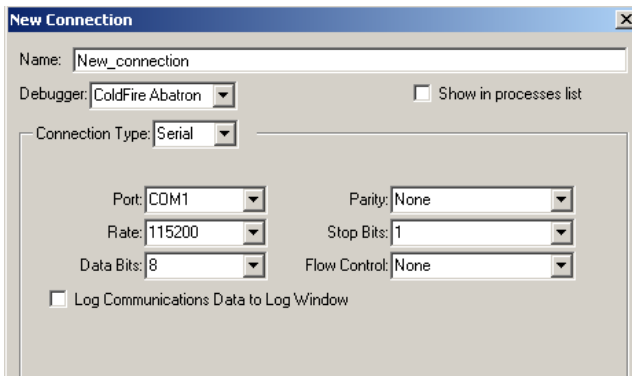 New Connection
Name: New_connection
Debugger: ColdFire Abatron Show in processes list
Connection Type: Serial
Port: COM1 Parity: None
Rate: 115200 Stop Bits: 1
Data Bits: 8 Flow Control: None
Log Communications Data to Log Window